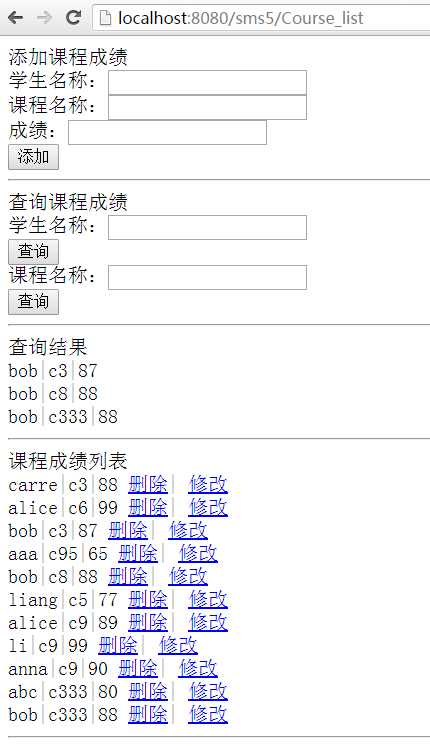 localhost:8080/sms5/Course_list
添加课程成绩
学生名称：
课程名称：
成绩：
添加
查询课程成绩
学生名称：
查询
课程名称：
查询
查询结果
bob|c3|87
bob|c8|88
bob|c333|88
课程成绩列表
carre|c3|88 删除| 修改
alice|c6|99 删除| 修改
bob|c3|87 删除| 修改
aaa|c95|65 删除| 修改
bob|c8|88 删除| 修改
liang|c5|77 删除| 修改
alice|c9|89 删除| 修改
li|c9|99 删除| 修改
anna|c9|90 删除| 修改
abc|c333|80 删除| 修改
bob|c333|88 删除| 修改